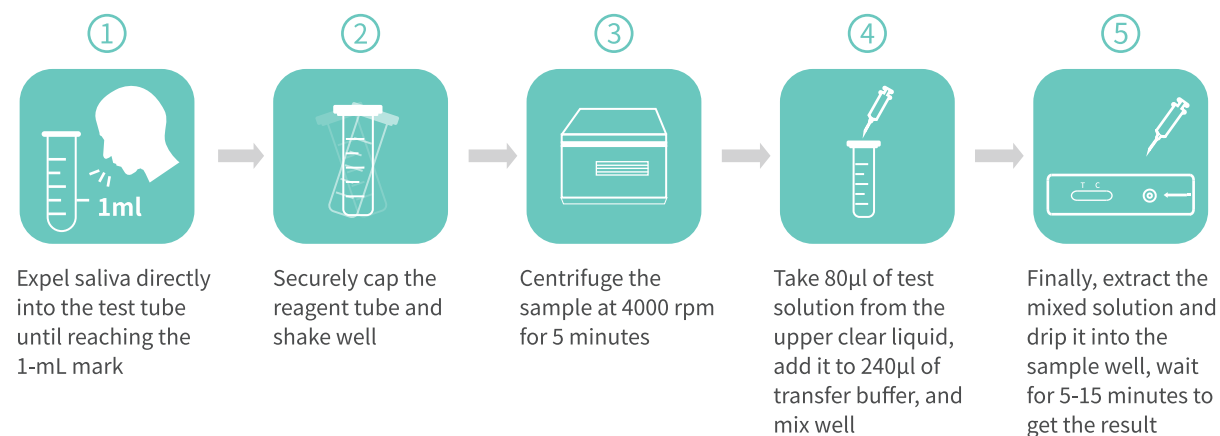 1
2
3
4
5
1ml
T C
Expel saliva directly
into the test tube
until reaching the
1-mL mark
Securely cap the
reagent tube and
shake well
Centrifuge the
sample at 4000 rpm
for 5 minutes
Take 80μl of test
solution from the
upper clear liquid,
add it to 240μl of
transfer buffer, and
mix well
Finally, extract the
mixed solution and
drip it into the
sample well, wait
for 5-15 minutes to
get the result